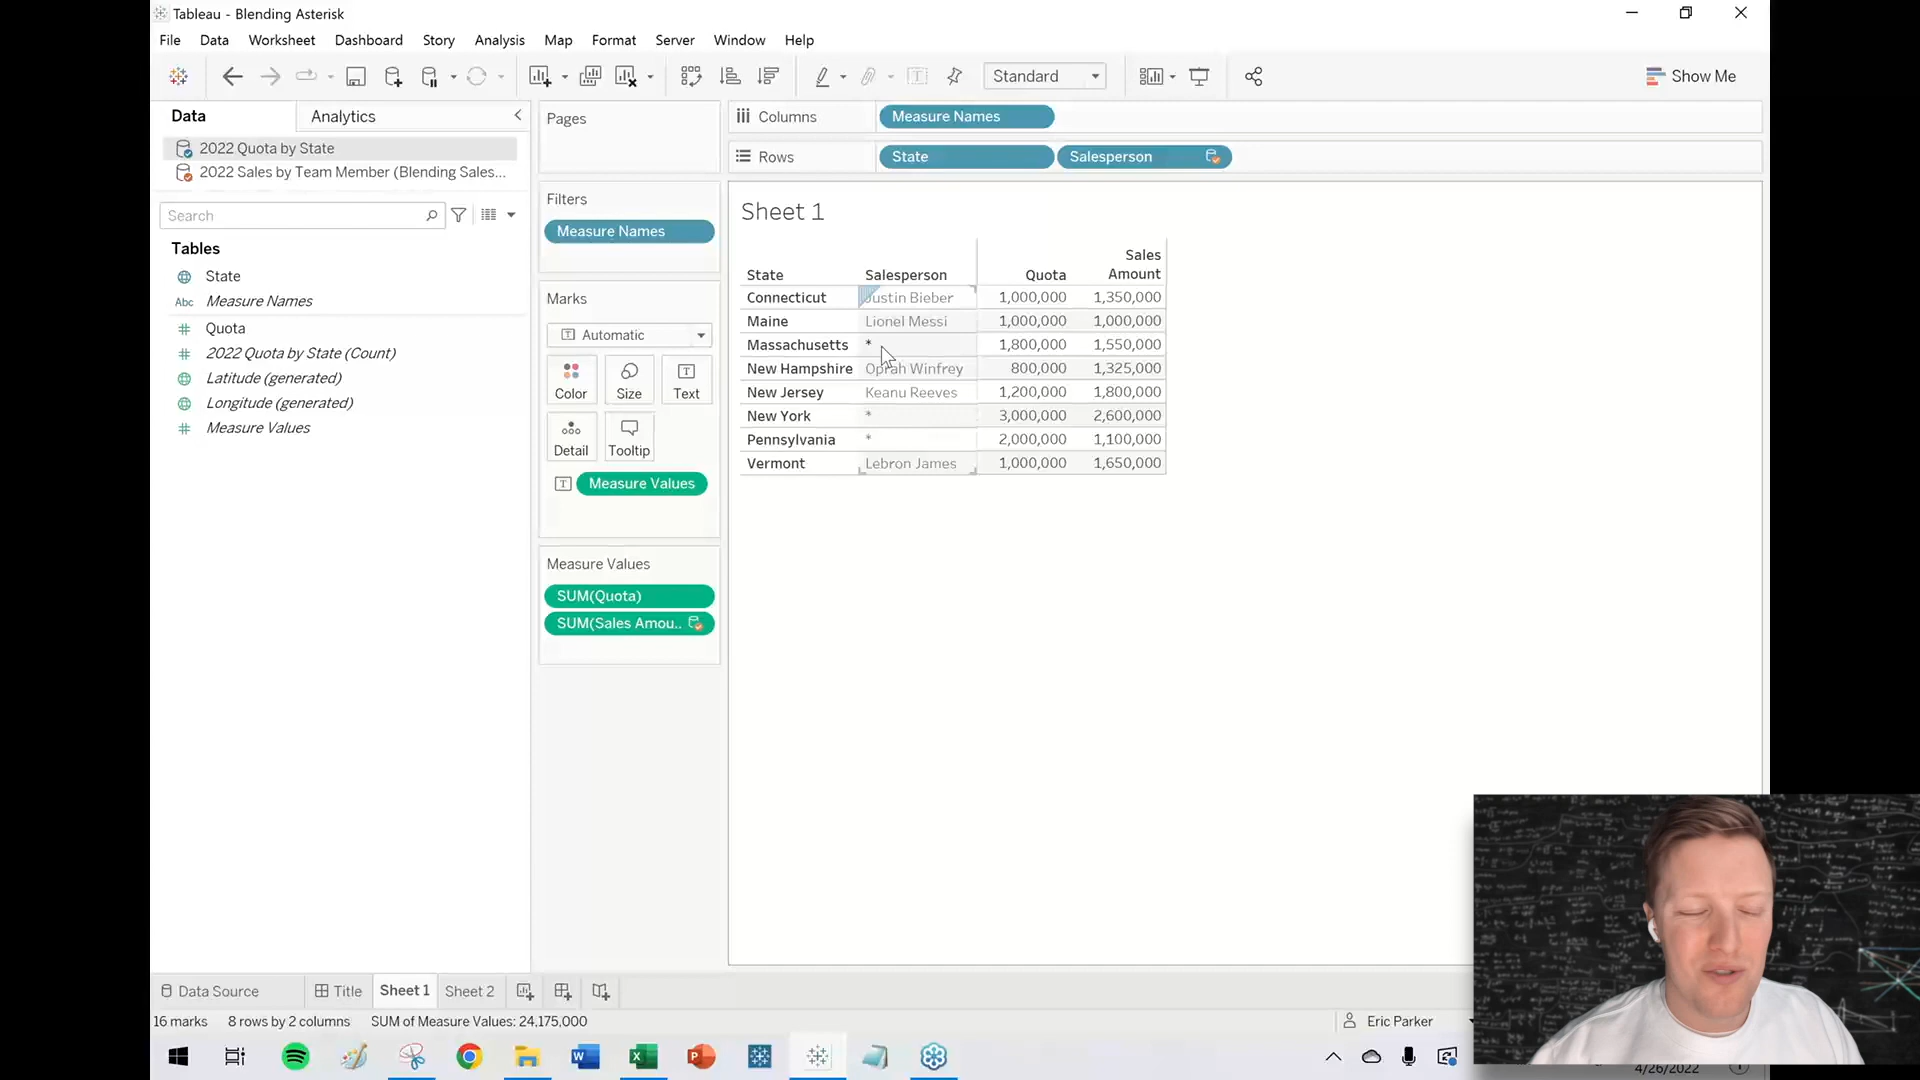 Tableau - Blending Asterisk
File Data Worksheet Dashboard Story Analysis Map Format Server Window Help
Standard
Show Me
Data Analytics
2022 Quota by State
2022 Sales by Team Member (Blending Sales...
Search
Tables
State
Abc Measure Names
Quota
2022 Quota by State (Count)
Latitude (generated)
Longitude (generated)
Measure Values
Pages
Filters
Measure Names
Marks
Automatic
Color Size Text
Detail Tooltip
Measure Values
Measure Values
SUM(Quota)
SUM(Sales Amou..
Columns Measure Names
Rows State Salesperson
Sheet 1
State Salesperson Quota Sales Amount
Connecticut Justin Bieber 1,000,000 1,350,000
Maine Lionel Messi 1,000,000 1,000,000
Massachusetts * 1,800,000 1,550,000
New Hampshire Oprah Winfrey 800,000 1,325,000
New Jersey Keanu Reeves 1,200,000 1,800,000
New York * 3,000,000 2,600,000
Pennsylvania * 2,000,000 1,100,000
Vermont Lebron James 1,000,000 1,650,000
Data Source Title Sheet 1 Sheet 2
16 marks 8 rows by 2 columns SUM of Measure Values: 24,175,000
Eric Parker
4/26/2022